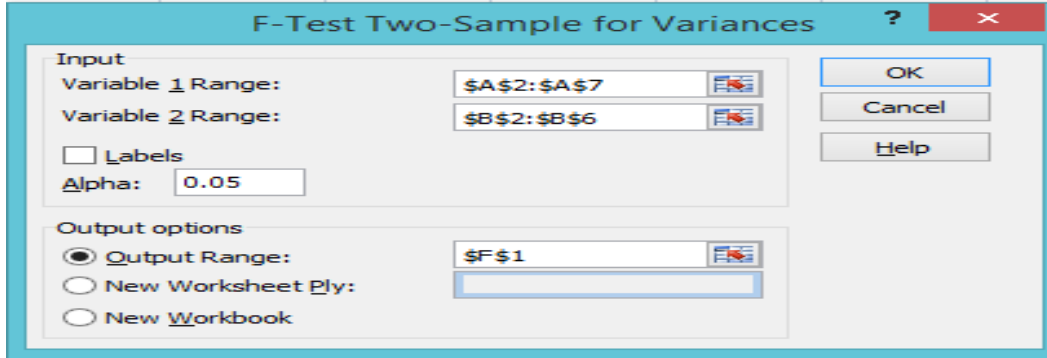 F-Test Two-Sample for Variances ? ×
Input
Variable 1 Range: $A$2:$A$7
Variable 2 Range: $B$2:$B$6
Labels
Alpha: 0.05
OK
Cancel
Help
Output options
Output Range: $F$1
New Worksheet Ply:
New Workbook